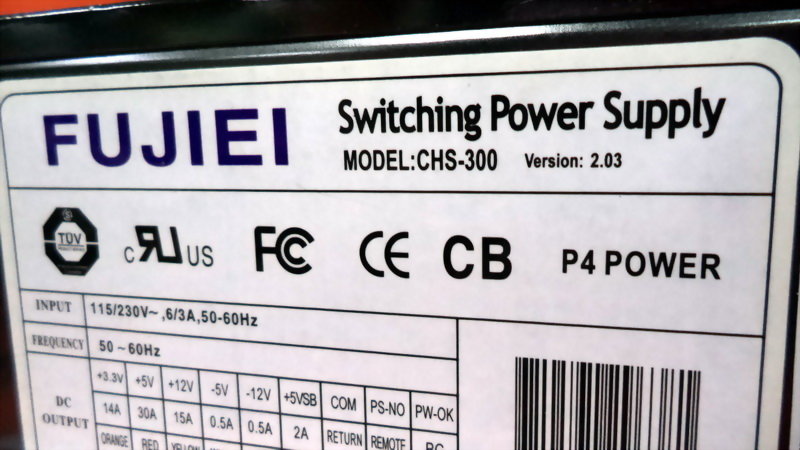 FUJIEI
Switching Power Supply
MODEL:CHS-300 Version: 2.03
TÜV
c RU US
FC
CE
CB
P4 POWER
INPUT 115/230V~ ,6/3A,50-60Hz
FREQUENCY 50 ~ 60Hz
DC OUTPUT
+3.3V +5V +12V -5V -12V +5VSB COM PS-NO PW-OK
14A 30A 15A 0.5A 0.5A 2A RETURN REMOTE
ORANGE RED YELLOW